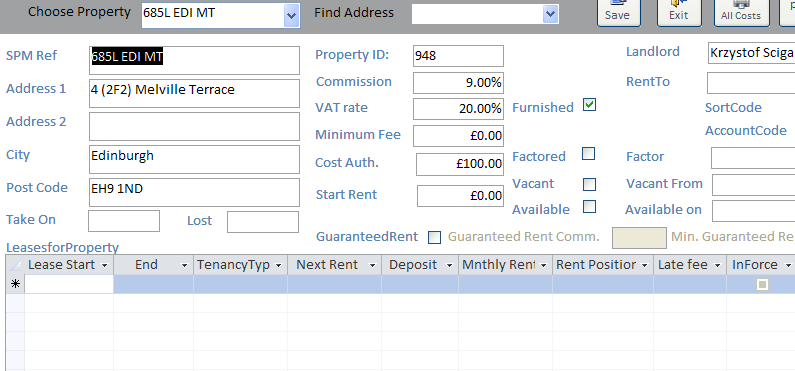 Choose Property 685L EDI MT Find Address Save Exit All Costs
SPM Ref 685L EDI MT Property ID: 948 Landlord Krzystof Sciga
Address 1 4 (2F2) Melville Terrace Commission 9.00% RentTo
VAT rate 20.00% Furnished SortCode
Address 2 Minimum Fee £0.00 AccountCode
City Edinburgh Cost Auth. £100.00 Factored Factor
Post Code EH9 1ND Start Rent £0.00 Vacant Vacant From
Take On Lost Available Available on
GuaranteedRent Guaranteed Rent Comm. Min. Guaranteed Re
LeasesforProperty
Lease Start End TenancyTyp Next Rent Deposit Mnthly Rent Rent Position Late fee InForce